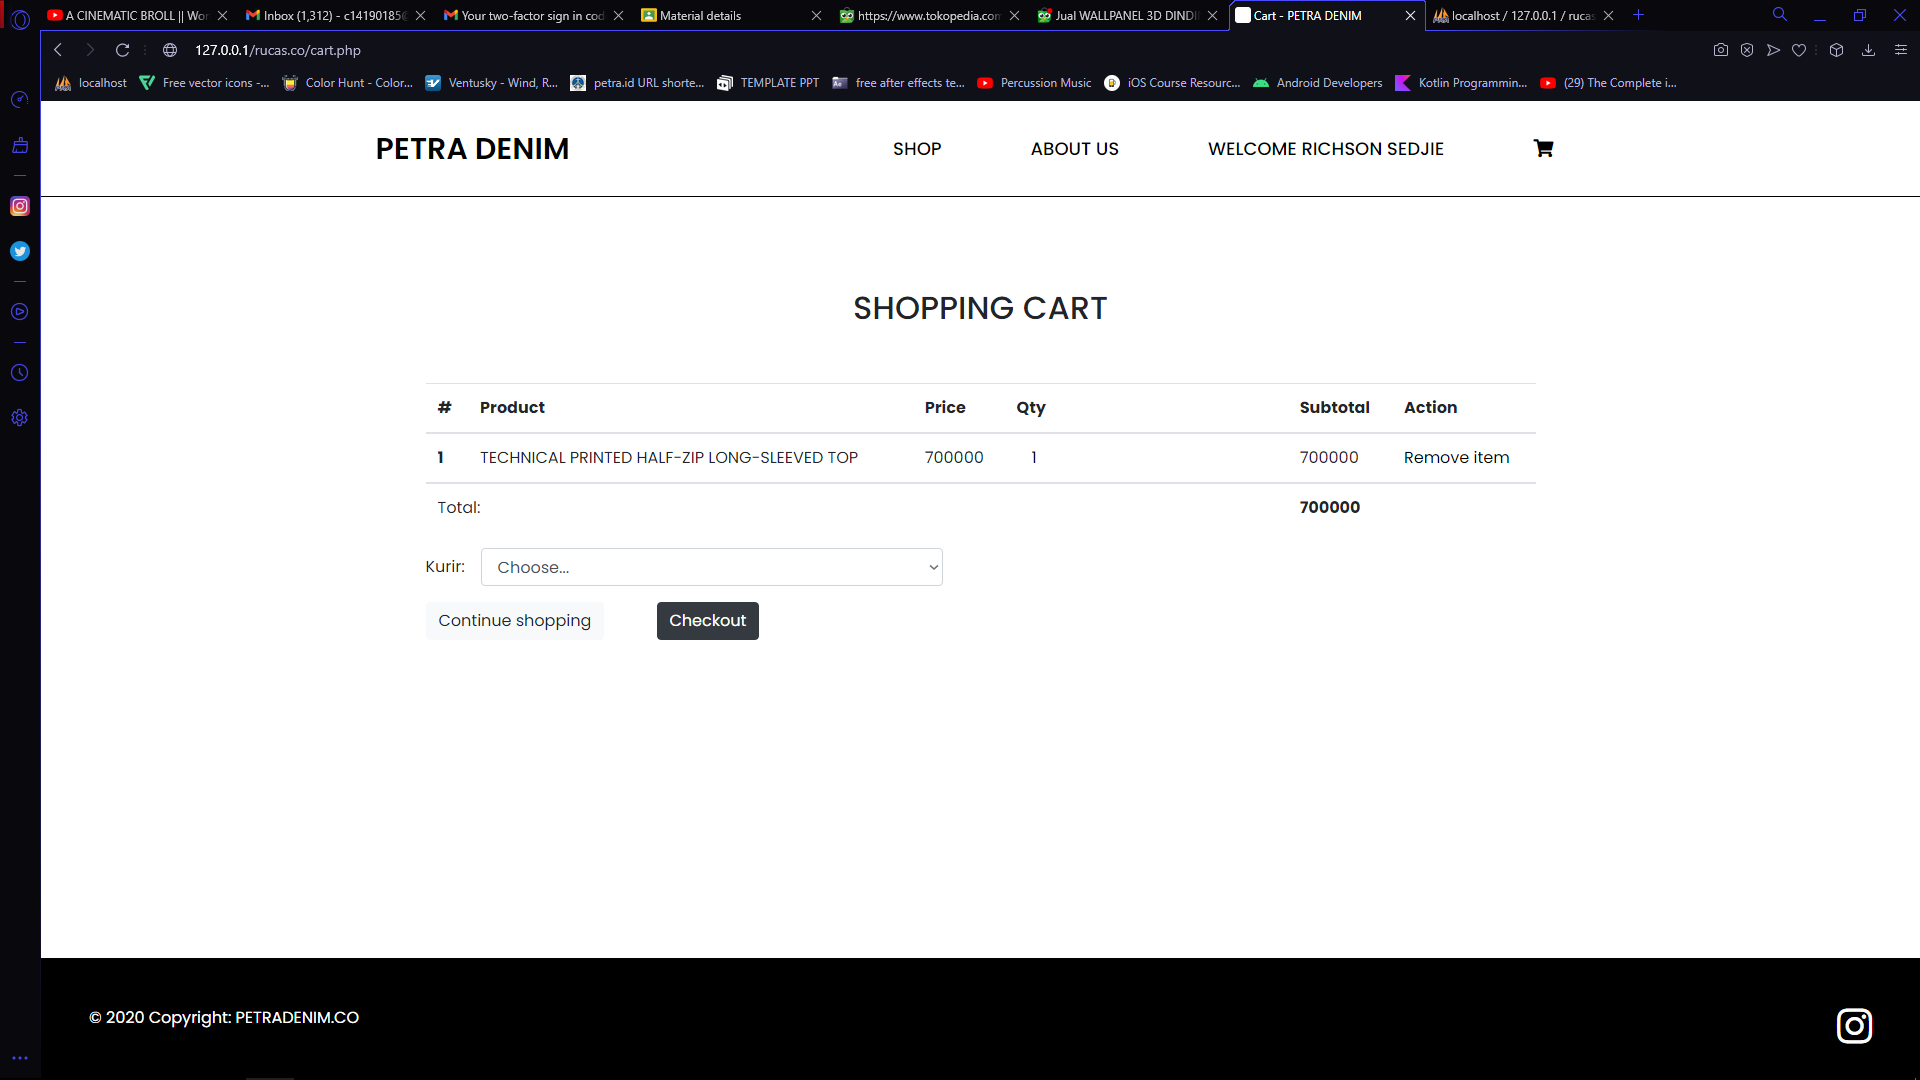 A CINEMATIC BROLL || Wor
Inbox (1,312) - c14190185@
Your two-factor sign in cod
Material details
https://www.tokopedia.com
Jual WALLPANEL 3D DINDI
Cart - PETRA DENIM
localhost / 127.0.0.1 / rucas
127.0.0.1/rucas.co/cart.php
localhost
Free vector icons -...
Color Hunt - Color...
Ventusky - Wind, R...
petra.id URL shorte...
TEMPLATE PPT
free after effects te...
Percussion Music
iOS Course Resourc...
Android Developers
Kotlin Programmin...
(29) The Complete i...
PETRA DENIM
SHOP
ABOUT US
WELCOME RICHSON SEDJIE
SHOPPING CART
# Product Price Qty Subtotal Action
1 TECHNICAL PRINTED HALF-ZIP LONG-SLEEVED TOP 700000 1 700000 Remove item
Total: 700000
Kurir: Choose...
Continue shopping
Checkout
© 2020 Copyright: PETRADENIM.CO